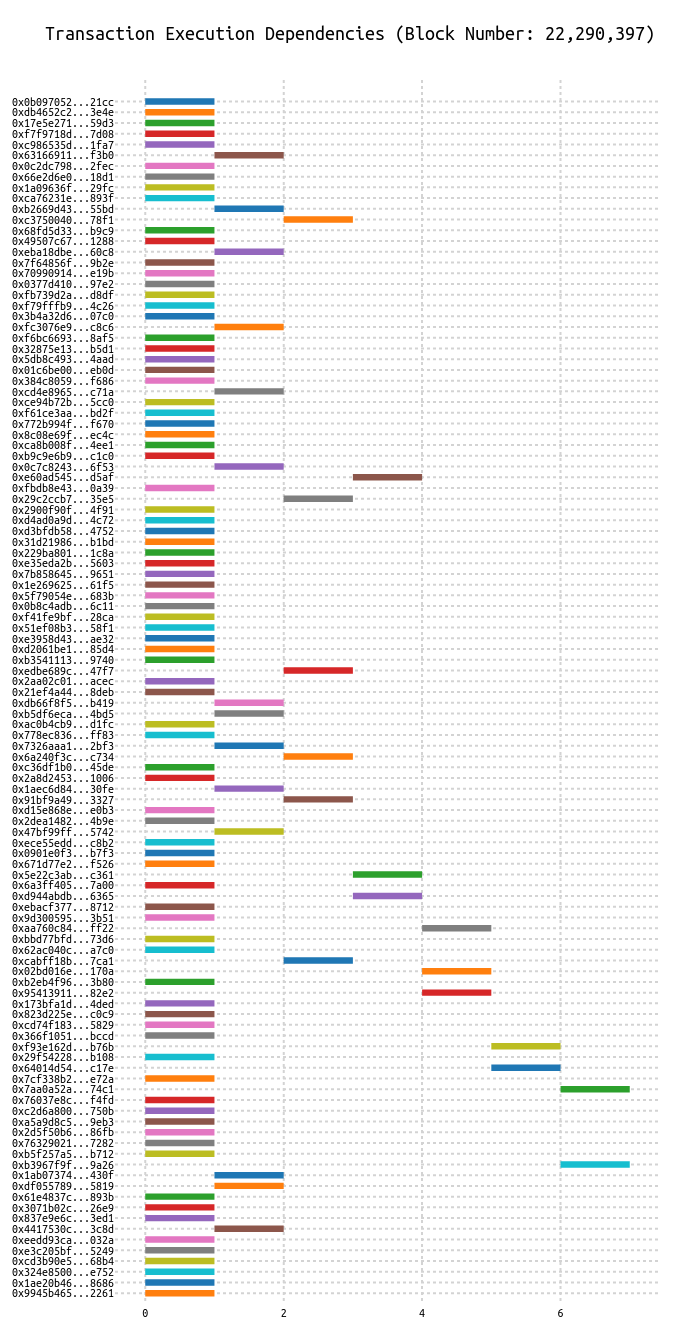 Transaction Execution Dependencies (Block Number: 22,290,397)
0x0b097052...21cc
0xdb4652c2...3e4e
0x17e5e271...59d3
0xf7f9718d...7d08
0xc986535d...1fa7
0x63166911...f3b0
0x0c2dc798...2fec
0x66e2d6e0...18d1
0x1a09636f...29fc
0xca76231e...893f
0xb2669d43...55bd
0xc3750040...78f1
0x68fd5d33...b9c9
0x49507c67...1288
0xeba18dbe...60c8
0x7f64856f...9b2e
0x70990914...e19b
0x0377d410...97e2
0xfb739d2a...d8df
0xf79fffb9...4c26
0x3b4a32d6...07c0
0xfc3076e9...c8c6
0xf6bc6693...8af5
0x32875e13...b5d1
0x5db8c493...4aad
0x01c6be00...eb0d
0x384c8059...f686
0xcd4e8965...c71a
0xce94b72b...5cc0
0xf61ce3aa...bd2f
0x772b994f...f670
0x8c08e69f...ec4c
0xca8b008f...4ee1
0xb9c9e6b9...c1c0
0x0c7c8243...6f53
0xe60ad545...d5af
0xfbdb8e43...0a39
0x29c2ccb7...35e5
0x2900f90f...4f91
0xd4ad0a9d...4c72
0xd3bfdb58...4752
0x31d21986...b1bd
0x229ba801...1c8a
0xe35eda2b...5603
0x7b858645...9651
0x1e269625...61f5
0x5f79054e...683b
0x0b8c4adb...6c11
0xf41fe9bf...28ca
0x51ef08b3...58f1
0xe3958d43...ae32
0xd2061be1...85d4
0xb3541113...9740
0xedbe689c...47f7
0x2aa02c01...acec
0x21ef4a44...8deb
0xdb66f8f5...b419
0xb5df6eca...4bd5
0xac0b4cb9...d1fc
0x778ec836...ff83
0x7326aaa1...2bf3
0x6a240f3c...c734
0xc36df1b0...45de
0x2a8d2453...1006
0x1aec6d84...30fe
0x91bf9a49...3327
0xd15e868e...e0b3
0x2dea1482...4b9e
0x47bf99ff...5742
0xece55edd...c8b2
0x0901e0f3...b7f3
0x671d77e2...f526
0x5e22c3ab...c361
0x6a3ff405...7a00
0xd944abdb...6365
0xebacf377...8712
0x9d300595...3b51
0xaa760c84...ff22
0xbbd77bfd...73d6
0x62ac040c...a7c0
0xcabff18b...7ca1
0x02bd016e...170a
0xb2eb4f96...3b80
0x95413911...82e2
0x173bfa1d...4ded
0x823d225e...c0c9
0xcd74f183...5829
0x366f1051...bccd
0xf93e162d...b76b
0x29f54228...b108
0x64014d54...c17e
0x7cf338b2...e72a
0x7aa0a52a...74c1
0x76037e8c...f4fd
0xc2d6a800...750b
0xa5a9d8c5...9eb3
0x2d5f50b6...86fb
0x76329021...7282
0xb5f257a5...b712
0xb3967f9f...9a26
0x1ab07374...430f
0xdf055789...5819
0x61e4837c...893b
0x3071b02c...26e9
0x837e9e6c...3ed1
0x4417530c...3c8d
0xeedd93ca...032a
0xe3c205bf...5249
0xcd3b90e5...68b4
0x324e8500...e752
0x1ae20b46...8686
0x9945b465...2261
0 2 4 6